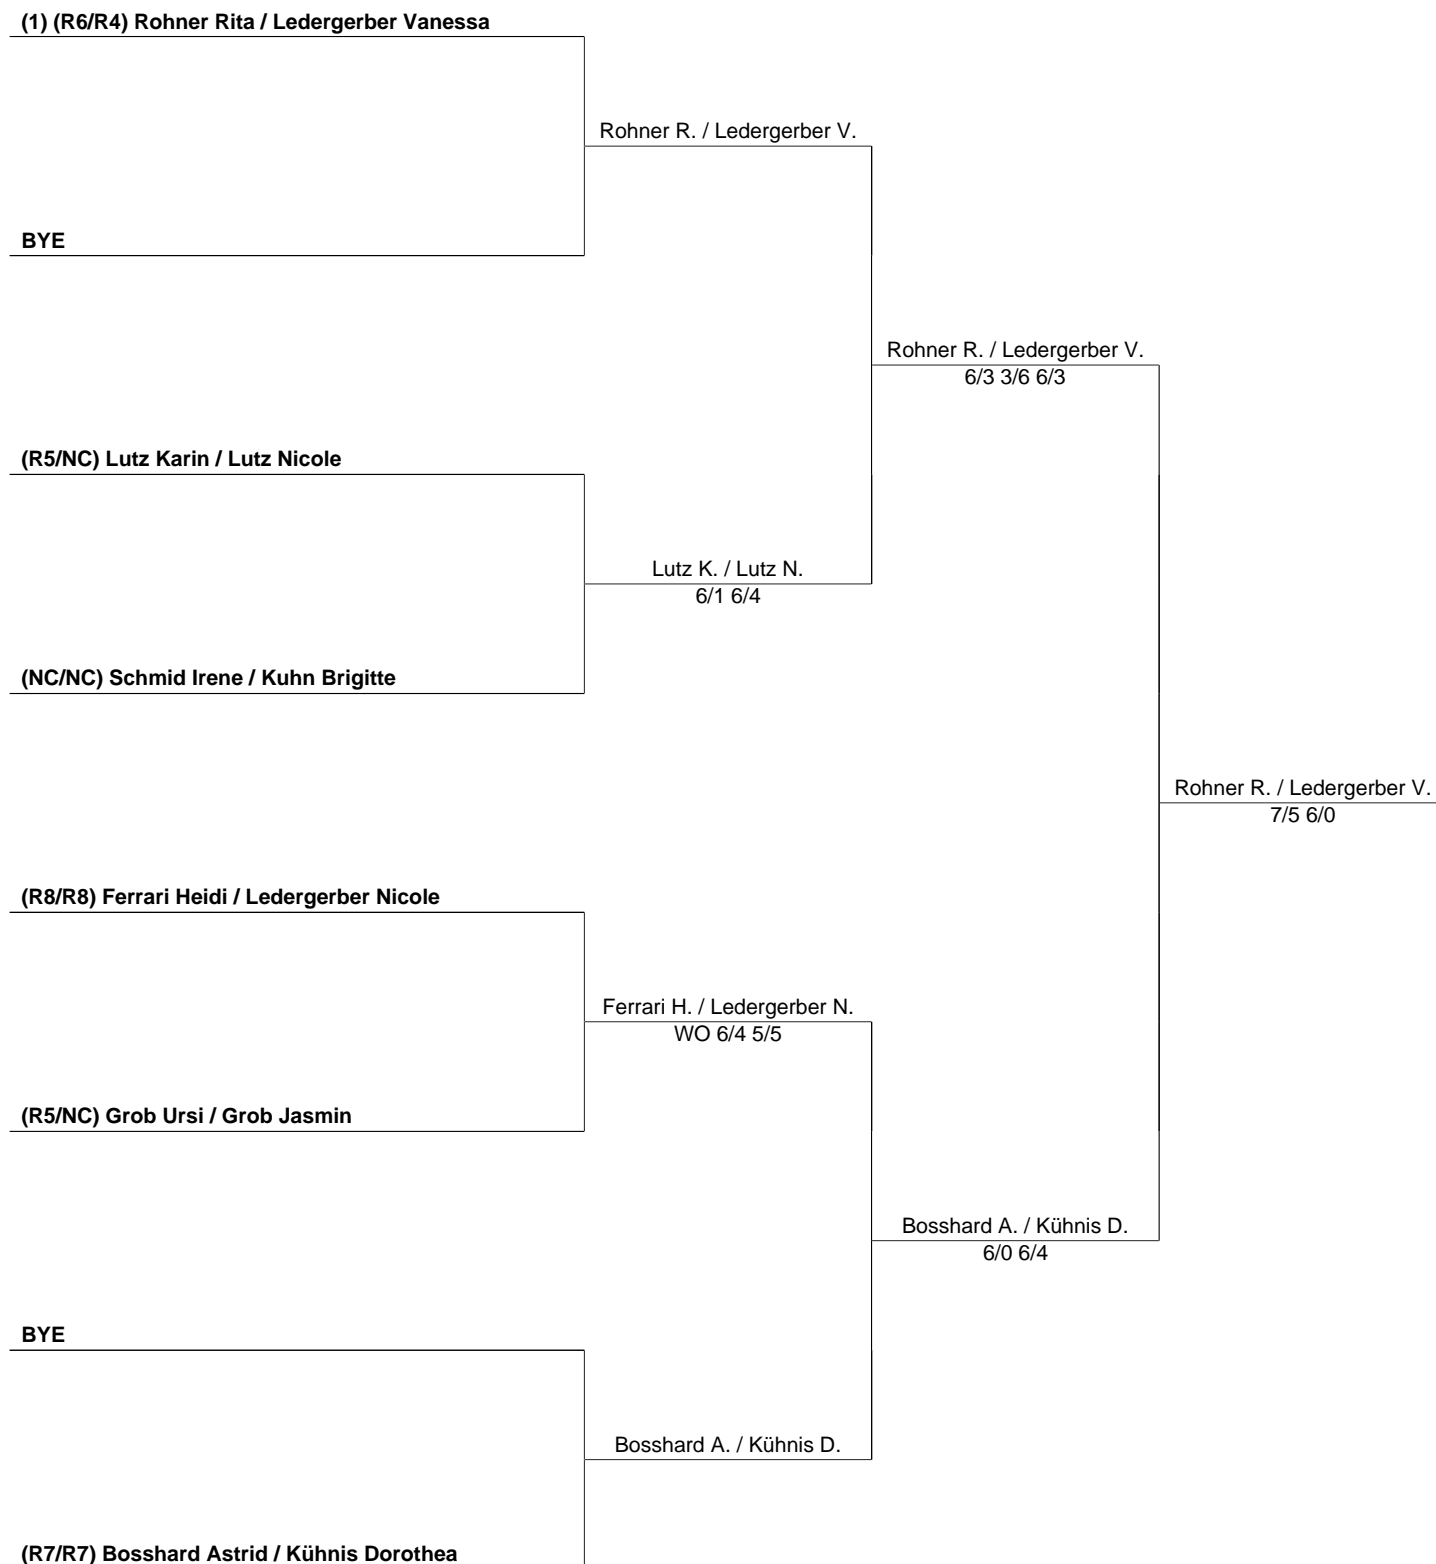 (1) (R6/R4) Rohner Rita / Ledergerber Vanessa
Rohner R. / Ledergerber V.
BYE
Rohner R. / Ledergerber V.
6/3 3/6 6/3
(R5/NC) Lutz Karin / Lutz Nicole
Lutz K. / Lutz N.
6/1 6/4
(NC/NC) Schmid Irene / Kuhn Brigitte
Rohner R. / Ledergerber V.
7/5 6/0
(R8/R8) Ferrari Heidi / Ledergerber Nicole
Ferrari H. / Ledergerber N.
WO 6/4 5/5
(R5/NC) Grob Ursi / Grob Jasmin
Bosshard A. / Kühnis D.
6/0 6/4
BYE
Bosshard A. / Kühnis D.
(R7/R7) Bosshard Astrid / Kühnis Dorothea